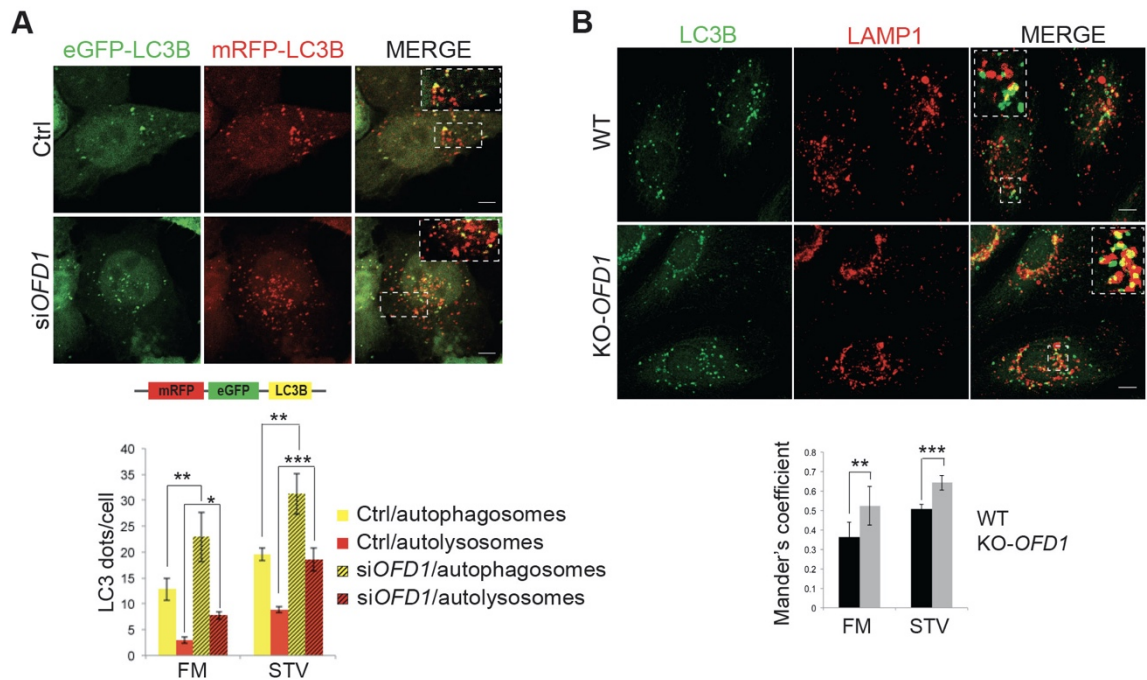 A
eGFP-LC3B mRFP-LC3B MERGE
Ctrl
siOFD1
mRFP eGFP LC3B
LC3 dots/cell
40
35
30
25
20
15
10
5
0
** * ** ***
FM STV
Ctrl/autophagosomes
Ctrl/autolysosomes
siOFD1/autophagosomes
siOFD1/autolysosomes
B
LC3B LAMP1 MERGE
WT
KO-OFD1
Mander's coefficient
0.8
0.7
0.6
0.5
0.4
0.3
0.2
0.1
0
** ***
FM STV
WT
KO-OFD1